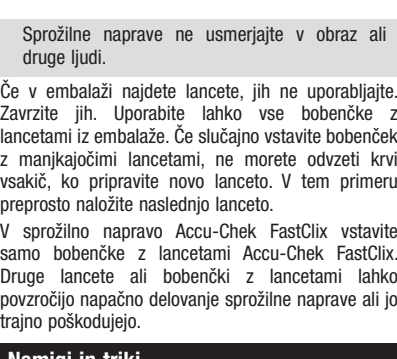 Sprožilne naprave ne usmerjajte v obraz ali
druge ljudi.
Če v embalaži najdete lancete, jih ne uporabljajte.
Zavrzite jih. Uporabite lahko vse bobenčke z
lancetami iz embalaže. Če slučajno vstavite bobenček
z manjkajočimi lancetami, ne morete odvzeti krvi
vsakič, ko pripravite novo lanceto. V tem primeru
preprosto naložite naslednjo lanceto.
V sprožilno napravo Accu-Chek FastClix vstavite
samo bobenčke z lancetami Accu-Chek FastClix.
Druge lancete ali bobenčki z lancetami lahko
povzročijo napačno delovanje sprožilne naprave ali jo
trajno poškodujejo.
Namigi in triki